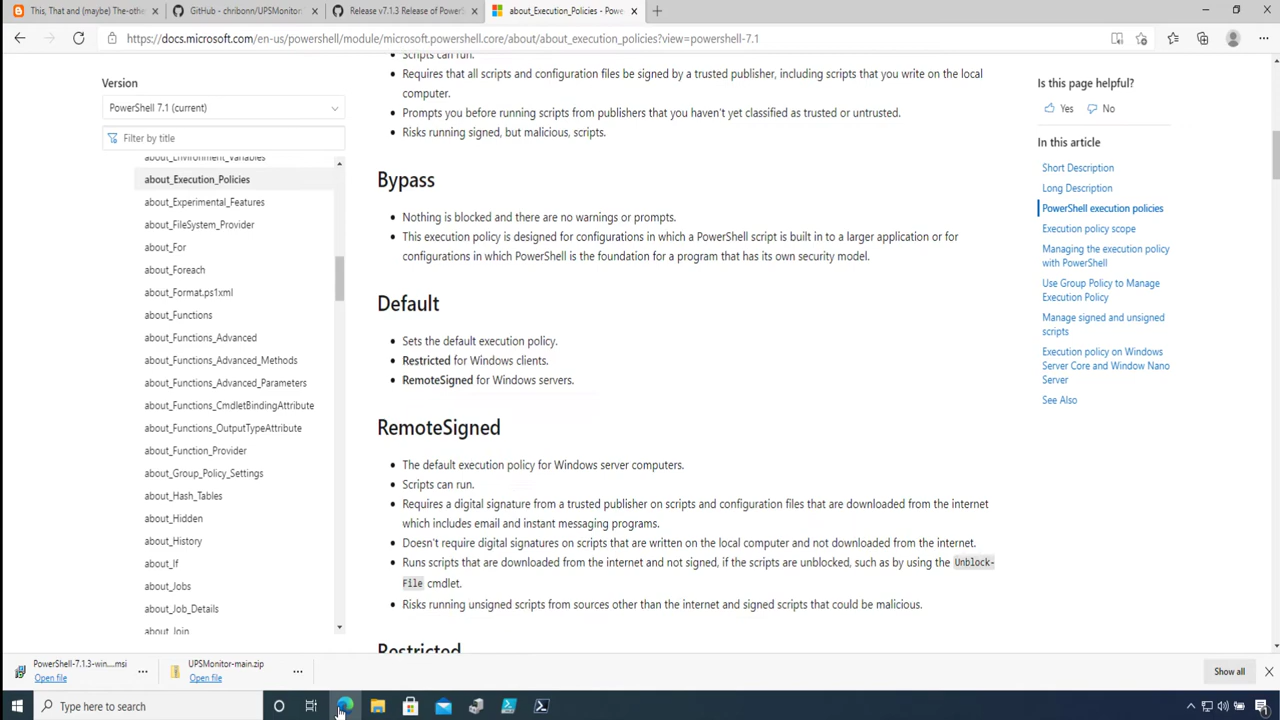 This, That and (maybe) The-othe
GitHub - chribonn/UPSMonitor:
Release v7.1.3 Release of PowerS
about_Execution_Policies - Powe
https://docs.microsoft.com/en-us/powershell/module/microsoft.powershell.core/about/about_execution_policies?view=powershell-7.1
Version
PowerShell 7.1 (current)
Filter by title
about_Environment_Variables
about_Execution_Policies
about_Experimental_Features
about_FileSystem_Provider
about_For
about_Foreach
about_Format.ps1xml
about_Functions
about_Functions_Advanced
about_Functions_Advanced_Methods
about_Functions_Advanced_Parameters
about_Functions_CmdletBindingAttribute
about_Functions_OutputTypeAttribute
about_Function_Provider
about_Group_Policy_Settings
about_Hash_Tables
about_Hidden
about_History
about_If
about_Jobs
about_Job_Details
about_Join
Scripts can run.
Requires that all scripts and configuration files be signed by a trusted publisher, including scripts that you write on the local
computer.
Prompts you before running scripts from publishers that you haven't yet classified as trusted or untrusted.
Risks running signed, but malicious, scripts.
Bypass
Nothing is blocked and there are no warnings or prompts.
This execution policy is designed for configurations in which a PowerShell script is built in to a larger application or for
configurations in which PowerShell is the foundation for a program that has its own security model.
Default
Sets the default execution policy.
Restricted for Windows clients.
RemoteSigned for Windows servers.
RemoteSigned
The default execution policy for Windows server computers.
Scripts can run.
Requires a digital signature from a trusted publisher on scripts and configuration files that are downloaded from the internet
which includes email and instant messaging programs.
Doesn't require digital signatures on scripts that are written on the local computer and not downloaded from the internet.
Runs scripts that are downloaded from the internet and not signed, if the scripts are unblocked, such as by using the Unblock-
File cmdlet.
Risks running unsigned scripts from sources other than the internet and signed scripts that could be malicious.
Restricted
Is this page helpful?
Yes No
In this article
Short Description
Long Description
PowerShell execution policies
Execution policy scope
Managing the execution policy
with PowerShell
Use Group Policy to Manage
Execution Policy
Manage signed and unsigned
scripts
Execution policy on Windows
Server Core and Window Nano
Server
See Also
PowerShell-7.1.3-win....msi
Open file
UPSMonitor-main.zip
Open file
Show all
Type here to search